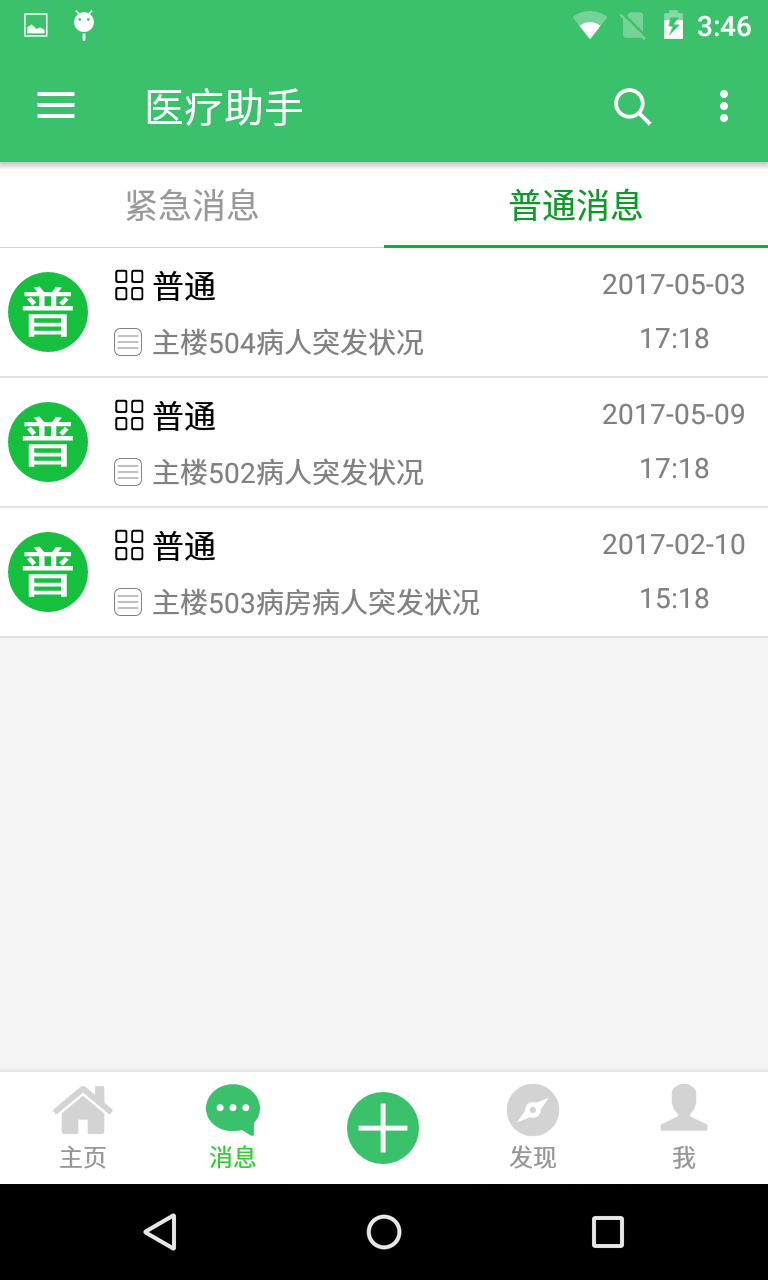 3:46
医疗助手
紧急消息 普通消息
普 普通 2017-05-03
主楼504病人突发状况 17:18
普 普通 2017-05-09
主楼502病人突发状况 17:18
普 普通 2017-02-10
主楼503病房病人突发状况 15:18
主页 消息 发现 我